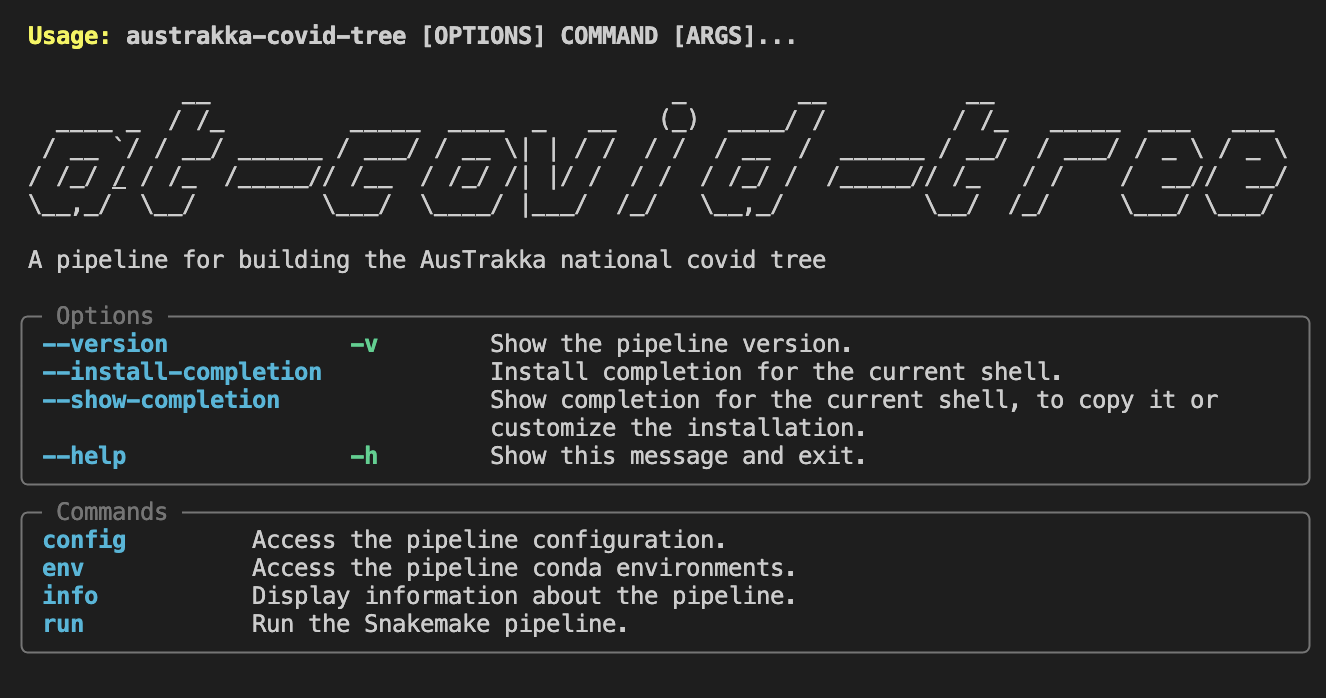 Usage: austrakka-covid-tree [OPTIONS] COMMAND [ARGS]...
at-covid-tree
A pipeline for building the AusTrakka national covid tree
Options
--version -v Show the pipeline version.
--install-completion Install completion for the current shell.
--show-completion Show completion for the current shell, to copy it or
customize the installation.
--help -h Show this message and exit.
Commands
config Access the pipeline configuration.
env Access the pipeline conda environments.
info Display information about the pipeline.
run Run the Snakemake pipeline.